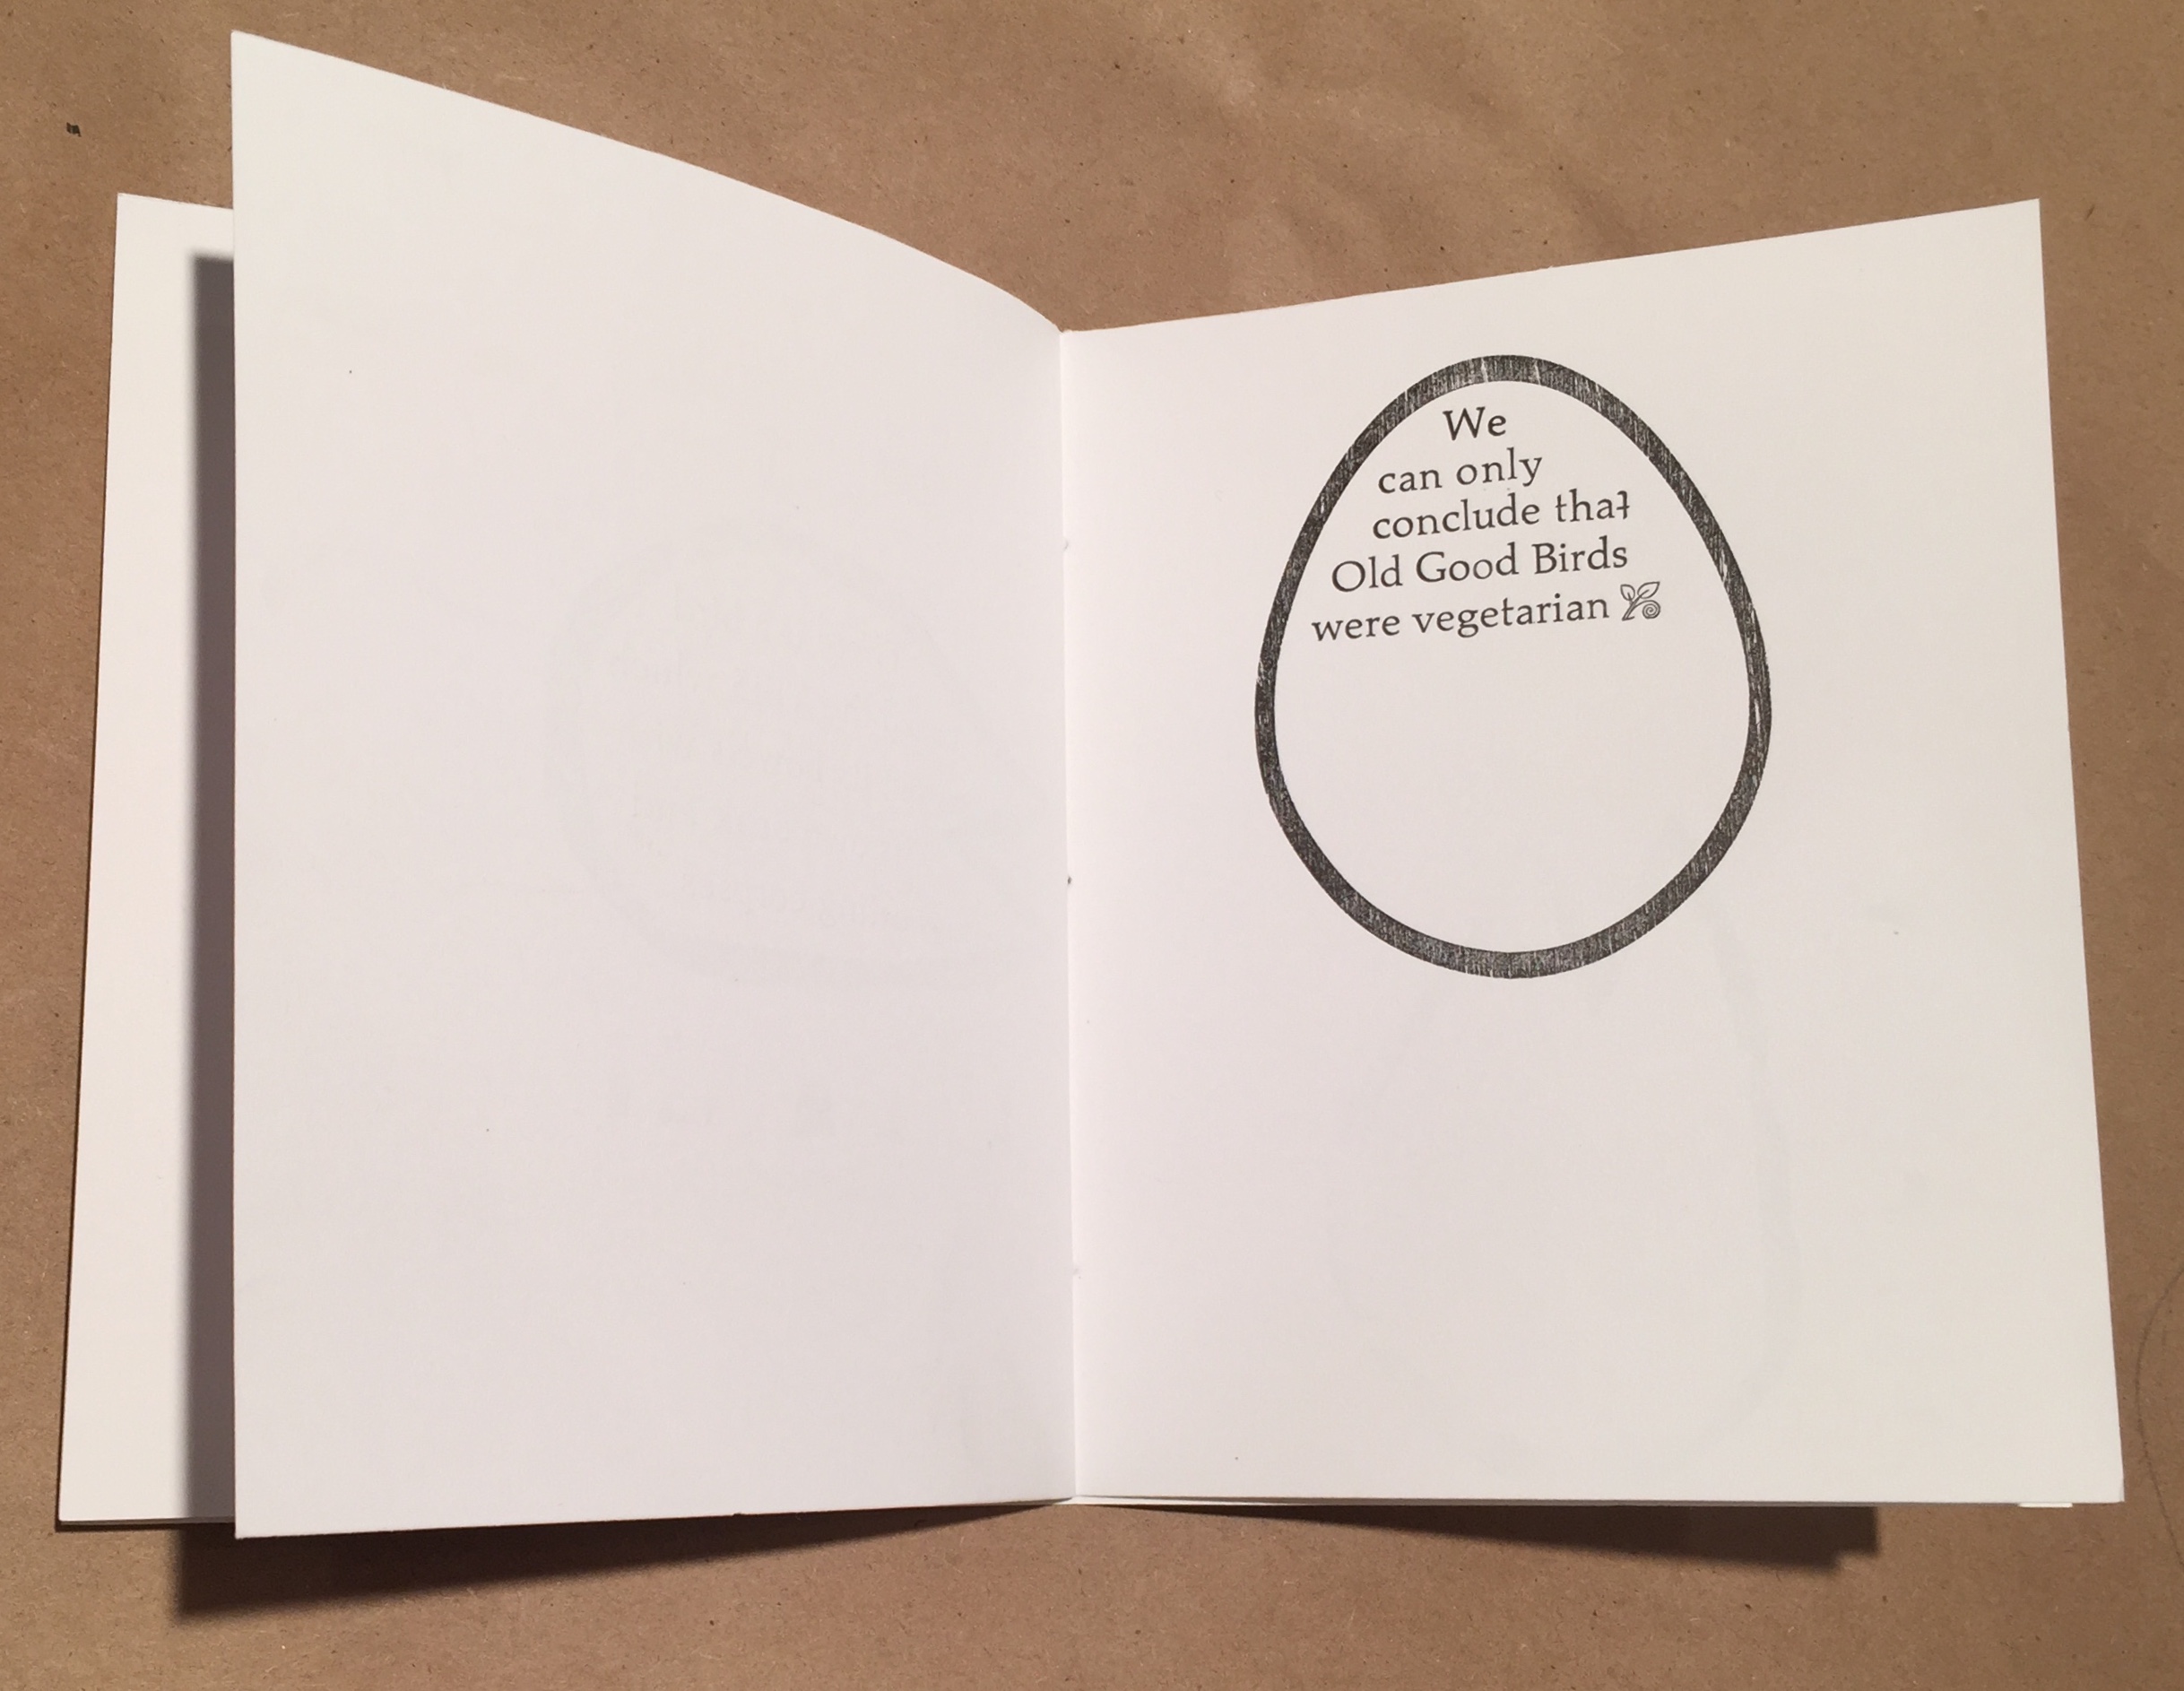 We
can only
conclude that
Old Good Birds
were vegetarian